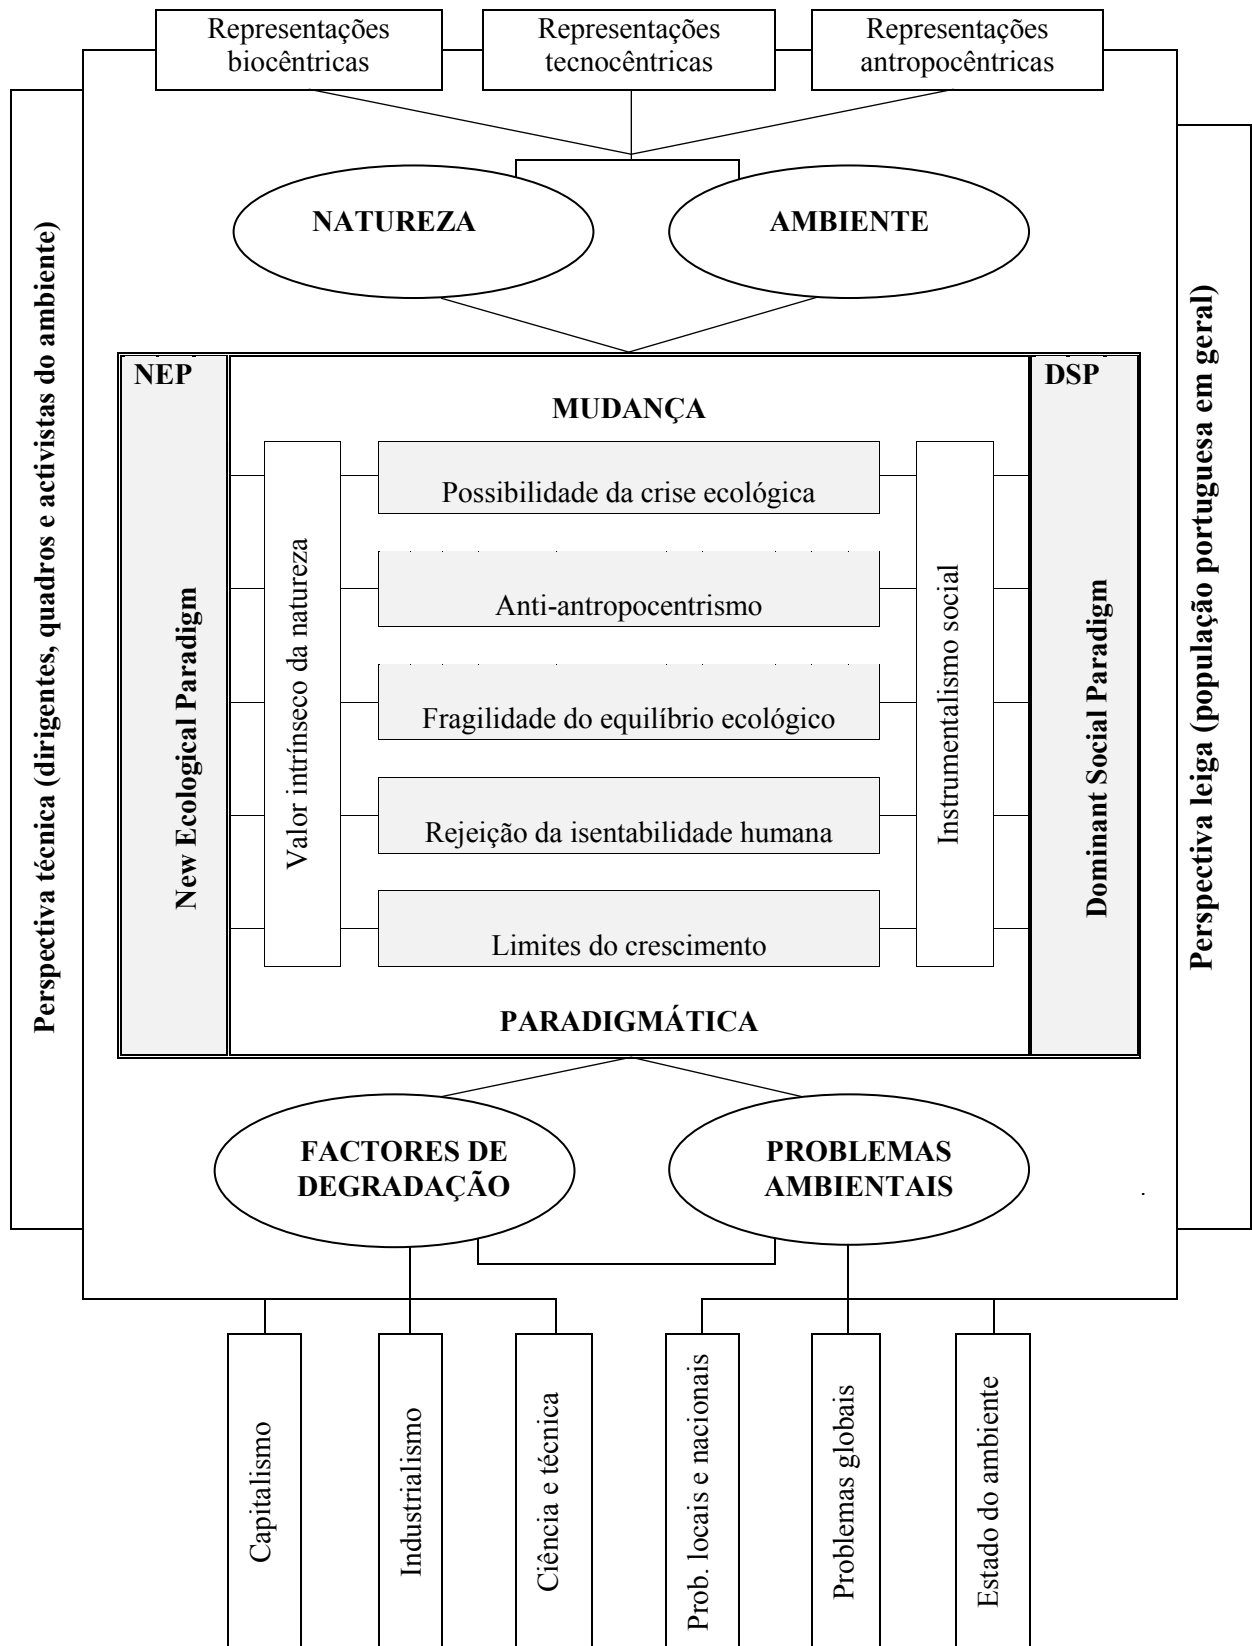 Representações
biocêntricas
Representações
tecnocêntricas
Representações
antropocêntricas
Perspectiva técnica (dirigentes, quadros e activistas do ambiente)
NATUREZA
AMBIENTE
Perspectiva leiga (população portuguesa em geral)
NEP
New Ecological Paradigm
DSP
Dominant Social Paradigm
MUDANÇA
Valor intrínseco da natureza
Possibilidade da crise ecológica
Anti-antropocentrismo
Fragilidade do equilíbrio ecológico
Rejeição da isentabilidade humana
Limites do crescimento
Instrumentalismo social
PARADIGMÁTICA
FACTORES DE
DEGRADAÇÃO
PROBLEMAS
AMBIENTAIS
.
Capitalismo
Industrialismo
Ciência e técnica
Prob. locais e nacionais
Problemas globais
Estado do ambiente